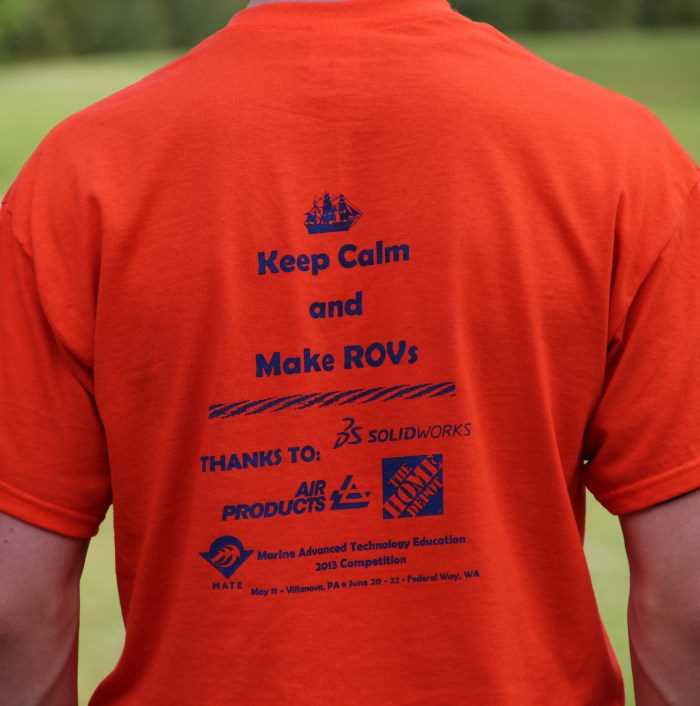 Keep Calm
and
Make ROVs
THANKS TO:
DS SOLIDWORKS
AIR
PRODUCTS
THE
HOME
DEPOT
MATE
Marine Advanced Technology Education
2013 Competition
May 11 - Villanova, PA • June 20 - 22 - Federal Way, WA